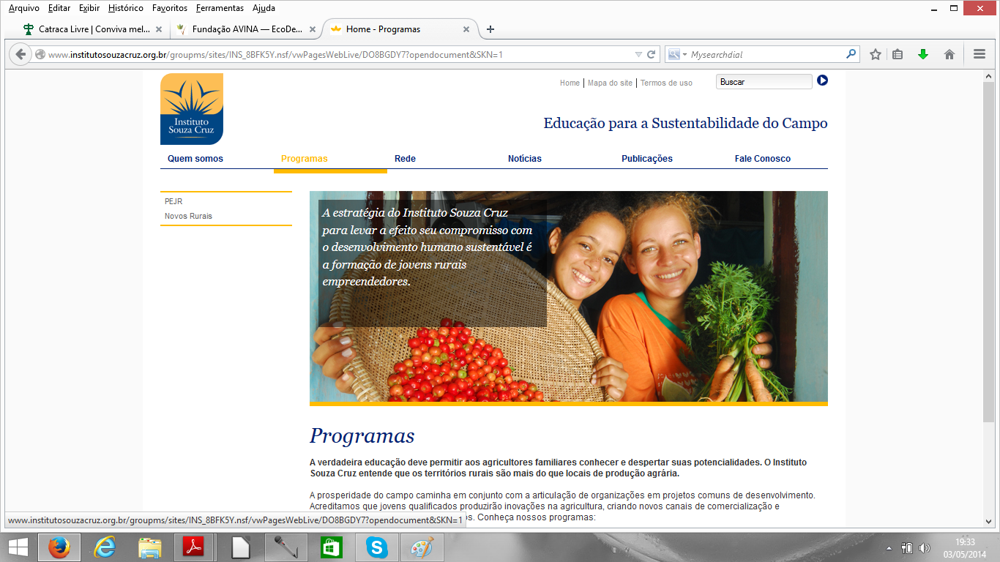 Arquivo Editar Exibir Histórico Favoritos Ferramentas Ajuda
Catraca Livre | Conviva mel... Fundação AVINA — EcoDe... Home - Programas
www.institutosouzacruz.org.br/groupms/sites/INS_8BFK5Y.nsf/vwPagesWebLive/DO8BGDY7?opendocument&SKN=1 Mysearchdial
Home | Mapa do site | Termos de uso Buscar
Instituto
Souza Cruz
Educação para a Sustentabilidade do Campo
Quem somos Programas Rede Notícias Publicações Fale Conosco
PEJR
Novos Rurais
A estratégia do Instituto Souza Cruz
para levar a efeito seu compromisso com
o desenvolvimento humano sustentável é
a formação de jovens rurais
empreendedores.
Programas
A verdadeira educação deve permitir aos agricultores familiares conhecer e despertar suas potencialidades. O Instituto
Souza Cruz entende que os territórios rurais são mais do que locais de produção agrária.
A prosperidade do campo caminha em conjunto com a articulação de organizações em projetos comuns de desenvolvimento.
Acreditamos que jovens qualificados produzirão inovações na agricultura, criando novos canais de comercialização e
Conheça nossos programas:
www.institutosouzacruz.org.br/groupms/sites/INS_8BFK5Y.nsf/vwPagesWebLive/DO8BGDY7?opendocument&SKN=1
19:33
03/05/2014